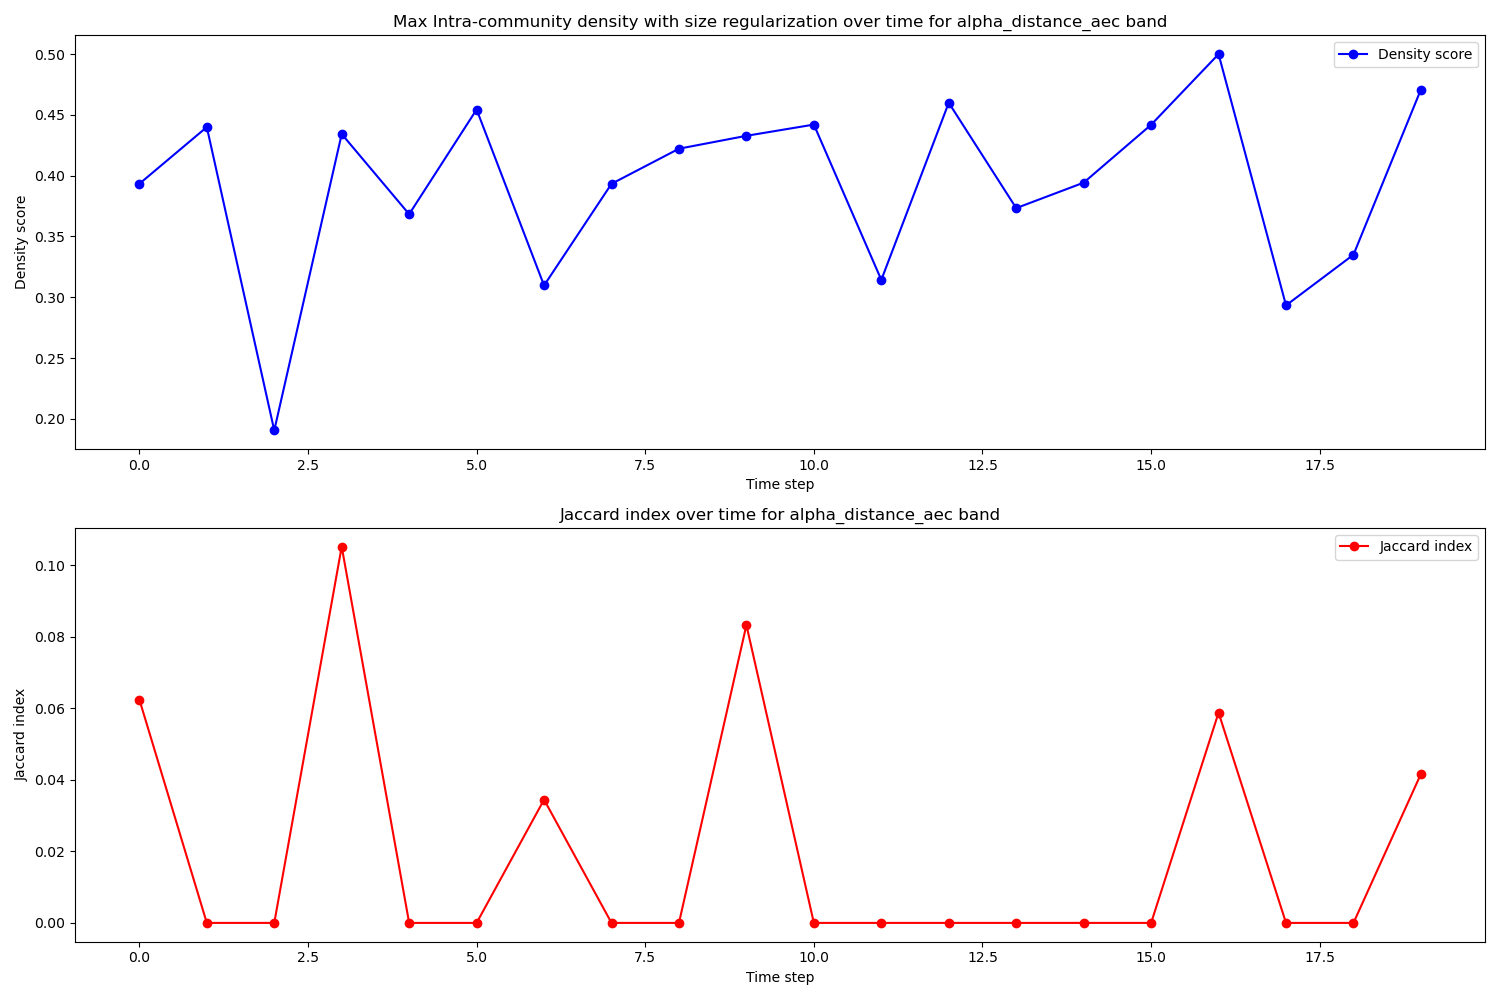 Max Intra-community density with size regularization over time for alpha_distance_aec band
Density score
0.50
0.45
0.40
0.35
0.30
0.25
0.20
Density score
0.0 2.5 5.0 7.5 10.0 12.5 15.0 17.5
Time step
Jaccard index over time for alpha_distance_aec band
Jaccard index
0.10
0.08
0.06
0.04
0.02
0.00
Jaccard index
0.0 2.5 5.0 7.5 10.0 12.5 15.0 17.5
Time step